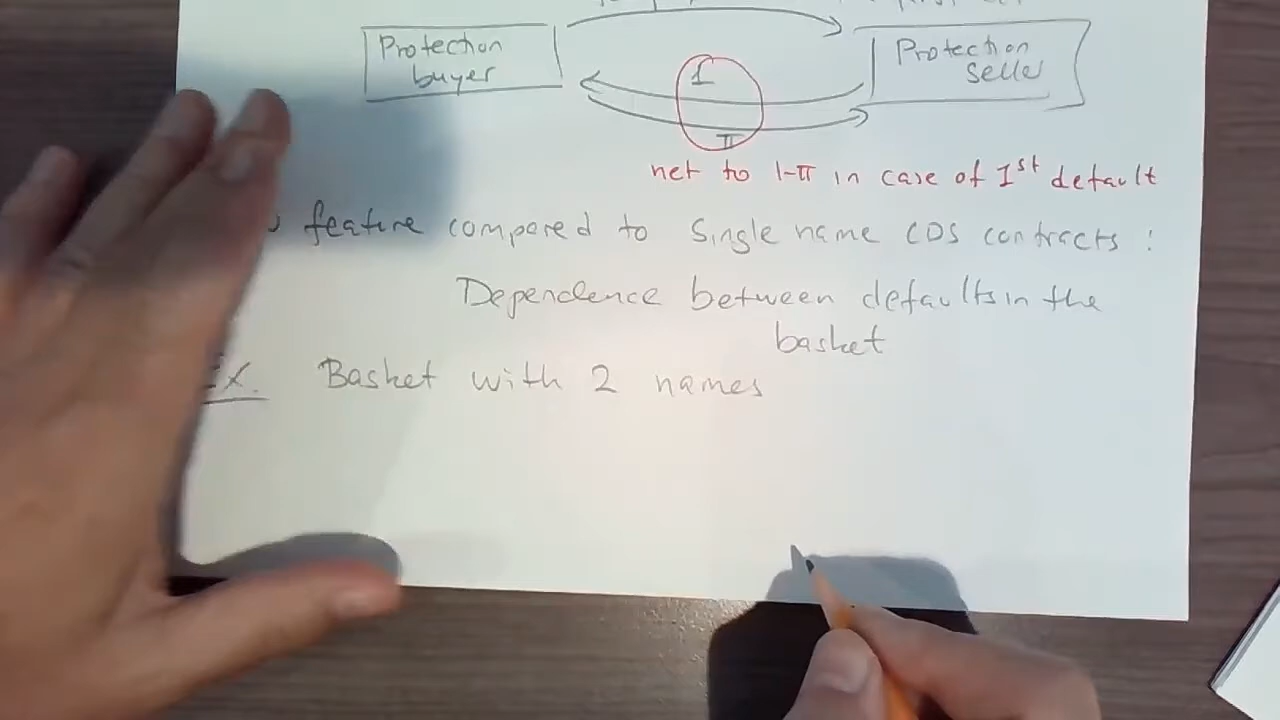 Protection Protection
buyer seller
1
π
net to 1-π in case of 1st default
feature compared to single name CDS contracts :
Dependence between defaults in the
basket
Ex. Basket with 2 names